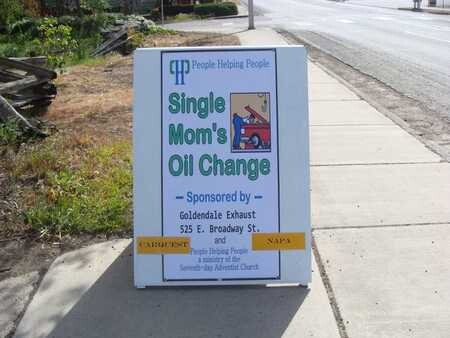 PHP People Helping People
Single
Mom's
Oil Change
– Sponsored by –
Goldendale Exhaust
525 E. Broadway St.
and
CARQUEST
NAPA
People Helping People
a ministry of the
Seventh-day Adventist Church